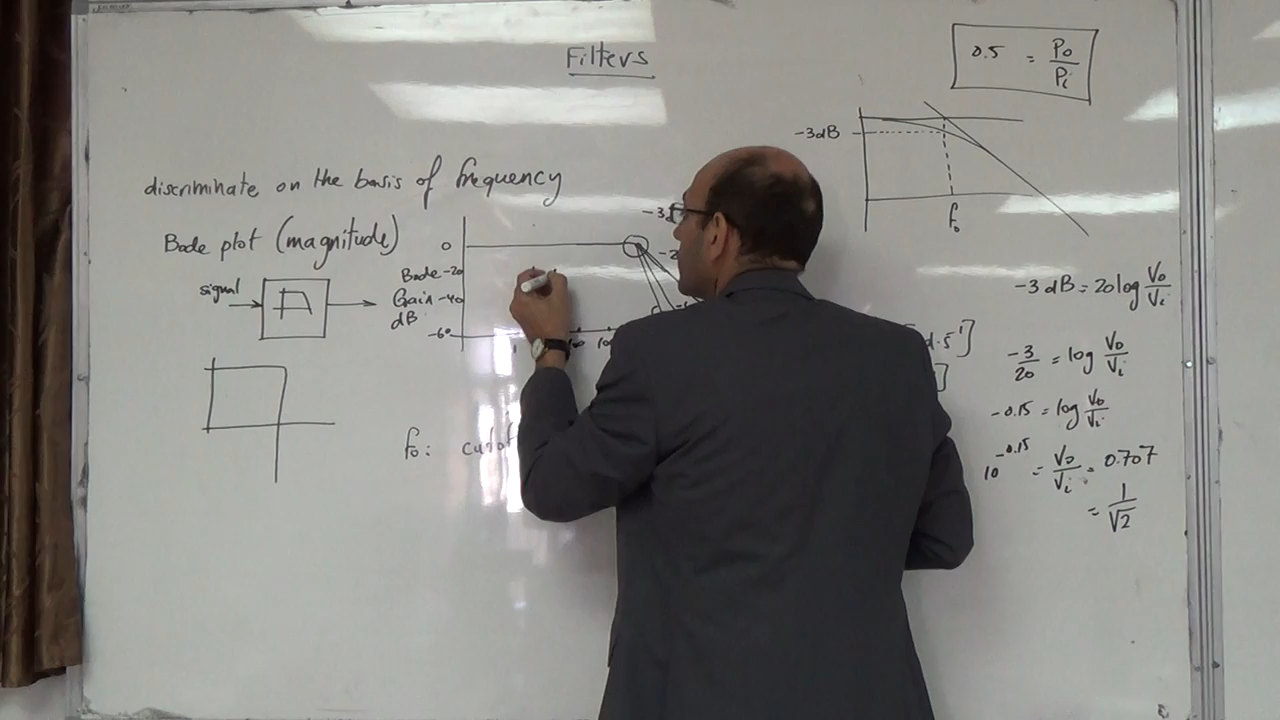 Filters
0.5 = Po/Pi
-3dB
fo
discriminate on the basis of frequency
Bode plot (magnitude)
signal
Bode
Gain
dB
0
-20
-40
-60
-3 dB = 20 log Vo/Vi
-3/20 = log Vo/Vi
-0.15 = log Vo/Vi
10^-0.15 = Vo/Vi = 0.707
= 1/√2
fo: